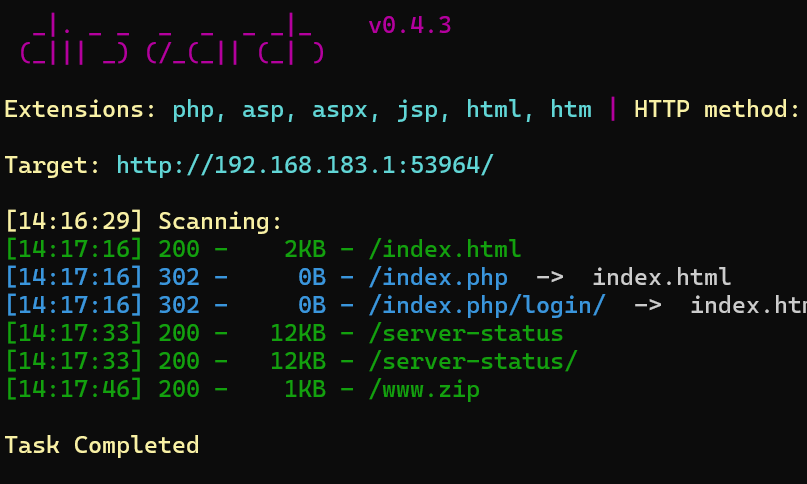 v0.4.3
Extensions: php, asp, aspx, jsp, html, htm | HTTP method:
Target: http://192.168.183.1:53964/
[14:16:29] Scanning:
[14:17:16] 200 -    2KB - /index.html
[14:17:16] 302 -     0B - /index.php  ->  index.html
[14:17:16] 302 -     0B - /index.php/login/  ->  index.htm
[14:17:33] 200 -   12KB - /server-status
[14:17:33] 200 -   12KB - /server-status/
[14:17:46] 200 -    1KB - /www.zip
Task Completed